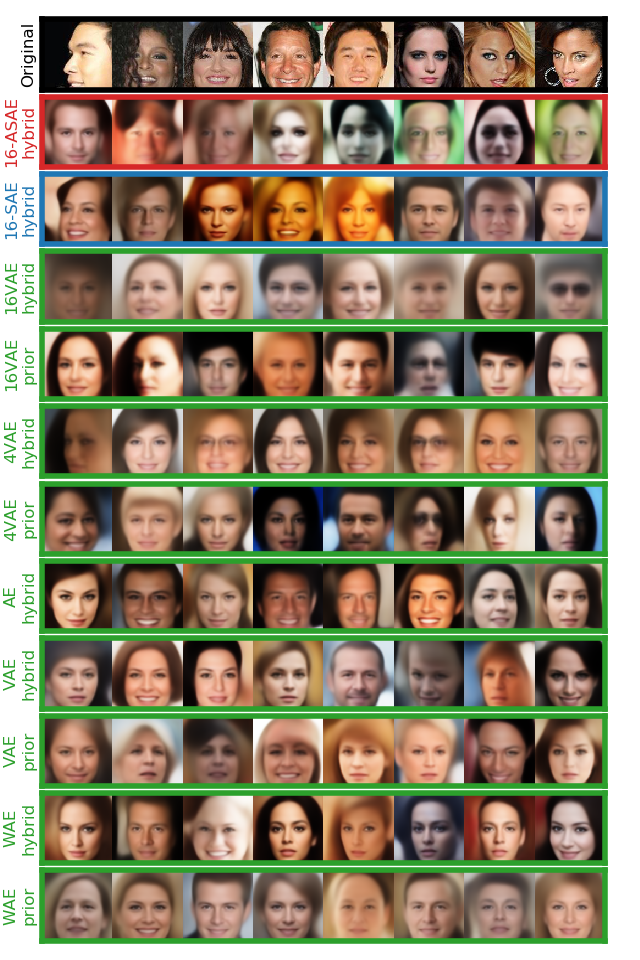 Original
16-ASAE
hybrid
16-SAE
hybrid
16VAE
hybrid
16VAE
prior
4VAE
hybrid
4VAE
prior
AE
hybrid
VAE
hybrid
VAE
prior
WAE
hybrid
WAE
prior